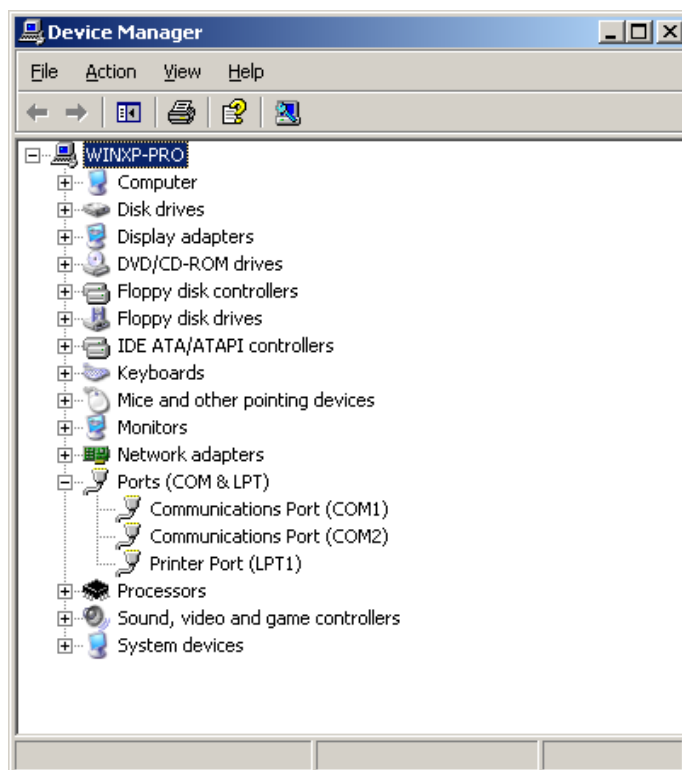 Device Manager
File Action View Help
WINXP-PRO
Computer
Disk drives
Display adapters
DVD/CD-ROM drives
Floppy disk controllers
Floppy disk drives
IDE ATA/ATAPI controllers
Keyboards
Mice and other pointing devices
Monitors
Network adapters
Ports (COM & LPT)
Communications Port (COM1)
Communications Port (COM2)
Printer Port (LPT1)
Processors
Sound, video and game controllers
System devices